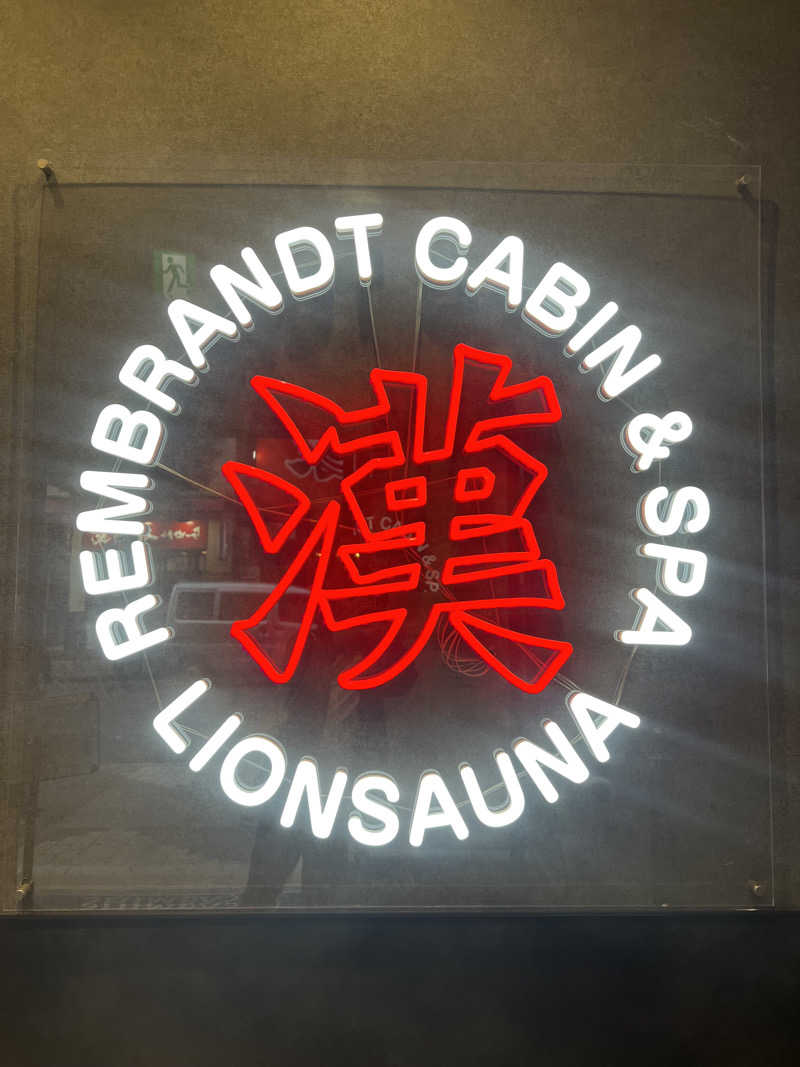 REMBRANDT CABIN & SPA
漢
LIONSAUNA